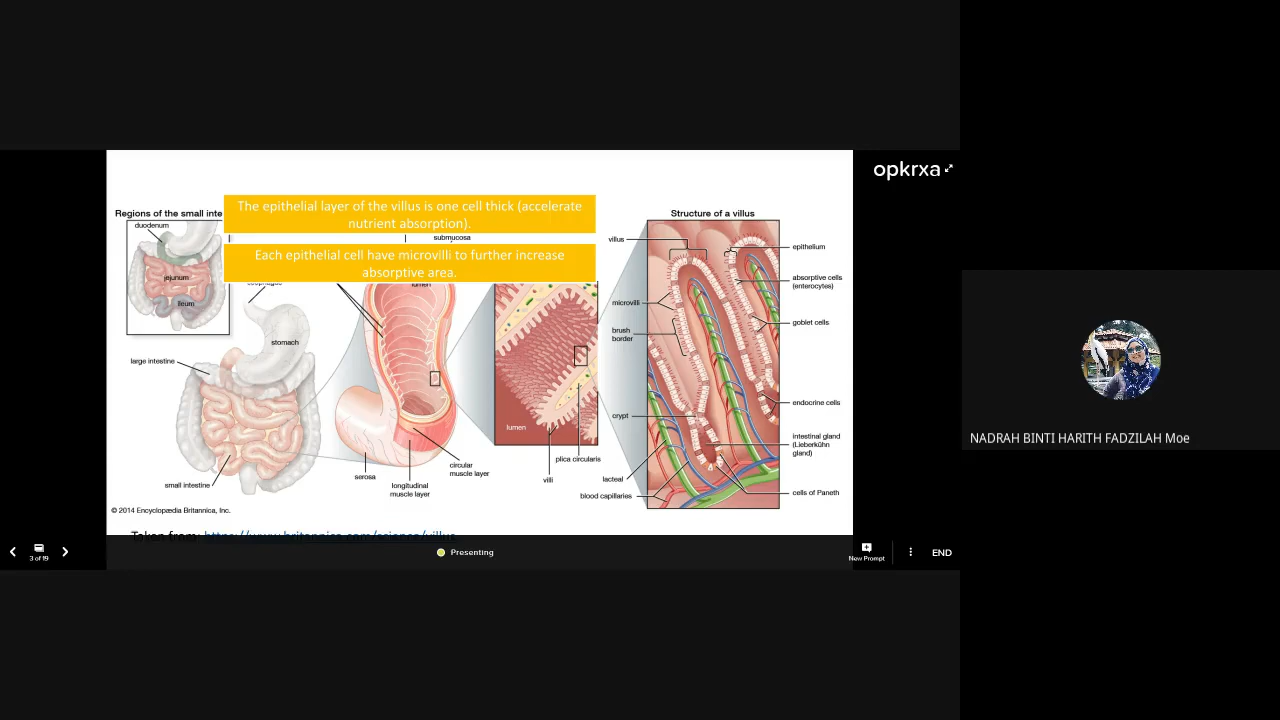 opkrxa
Regions of the small inte
The epithelial layer of the villus is one cell thick (accelerate
nutrient absorption).
submucosa
Each epithelial cell have microvilli to further increase
absorptive area.
duodenum
jejunum
ileum
esophagus
lumen
stomach
large intestine
small intestine
serosa
longitudinal
muscle layer
circular
muscle layer
lumen
villi
plica circularis
Structure of a villus
villus
microvilli
brush
border
crypt
lacteal
blood capillaries
epithelium
absorptive cells
(enterocytes)
goblet cells
endocrine cells
intestinal gland
(Lieberkühn
gland)
cells of Paneth
© 2014 Encyclopædia Britannica, Inc.
Taken from: https://www.britannica.com/science/villus
3 of 19
Presenting
New Prompt
END
NADRAH BINTI HARITH FADZILAH Moe